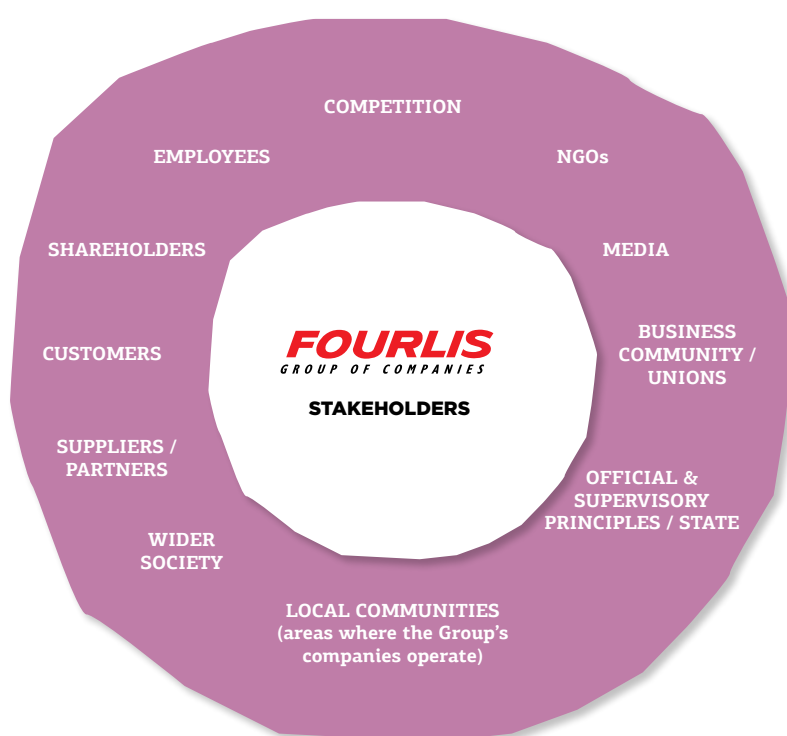 COMPETITION
EMPLOYEES
NGOs
SHAREHOLDERS
MEDIA
FOURLIS
GROUP OF COMPANIES
STAKEHOLDERS
CUSTOMERS
BUSINESS
COMMUNITY /
UNIONS
SUPPLIERS /
PARTNERS
OFFICIAL &
SUPERVISORY
PRINCIPLES / STATE
WIDER
SOCIETY
LOCAL COMMUNITIES
(areas where the Group's
companies operate)